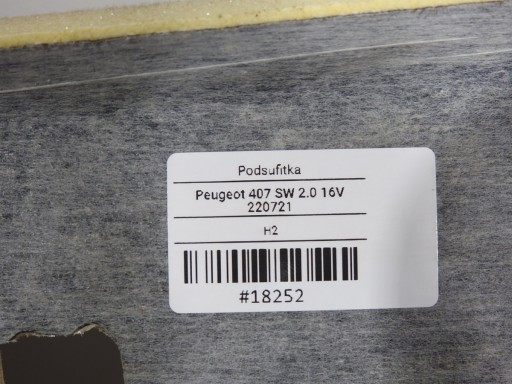 Podsufitka
Peugeot 407 SW 2.0 16V
220721
H2
#18252